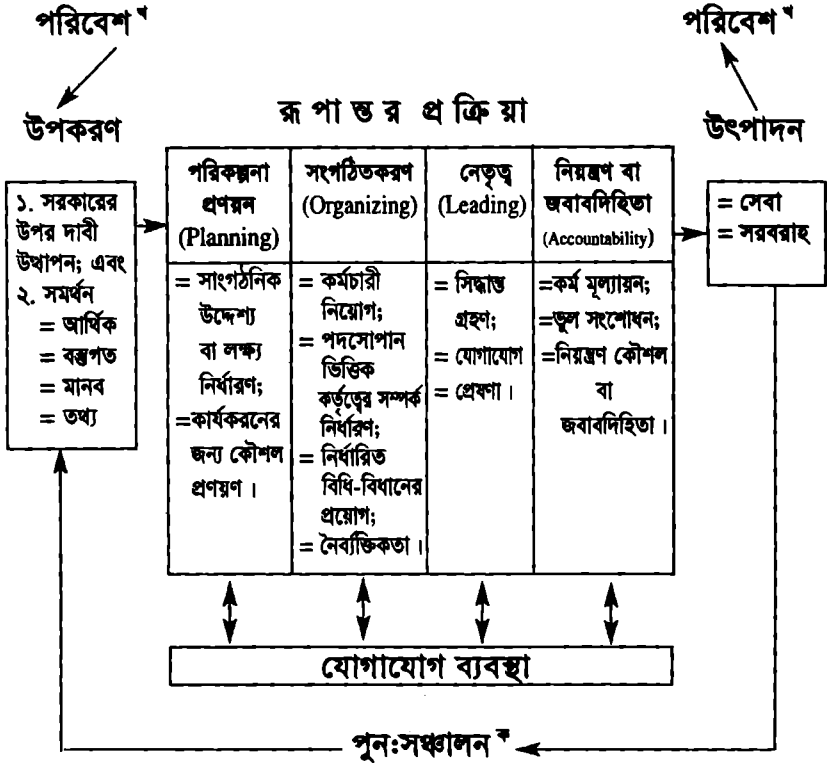 পরিবেশ খ
পরিবেশ খ
উপকরণ
রূপান্তর প্রক্রিয়া
উৎপাদন
১. সরকারের
উপর দাবী
উত্থাপন; এবং
২. সমর্থন
= আর্থিক
= বস্তুগত
= মানব
= তথ্য
পরিকল্পনা
প্রণয়ন
(Planning)
= সাংগঠনিক
উদ্দেশ্য
বা লক্ষ্য
নির্ধারণ;
=কার্যকরনের
জন্য কৌশল
প্রণয়ণ।
সংগঠিতকরণ
(Organizing)
= কর্মচারী
নিয়োগ;
= পদসোপান
ভিত্তিক
কর্তৃত্বের সম্পর্ক
নির্ধারণ;
= নির্ধারিত
বিধি-বিধানের
প্রয়োগ;
= নৈর্ব্যক্তিকতা।
নেতৃত্ব
(Leading)
= সিদ্ধান্ত
গ্রহণ;
= যোগাযোগ
= প্রেষণা।
নিয়ন্ত্রণ বা
জবাবদিহিতা
(Accountability)
=কর্ম মূল্যায়ন;
=ভুল সংশোধন;
=নিয়ন্ত্রণ কৌশল
বা
জবাবদিহিতা।
= সেবা
= সরবরাহ
যোগাযোগ ব্যবস্থা
পুন:সঞ্চালন ক